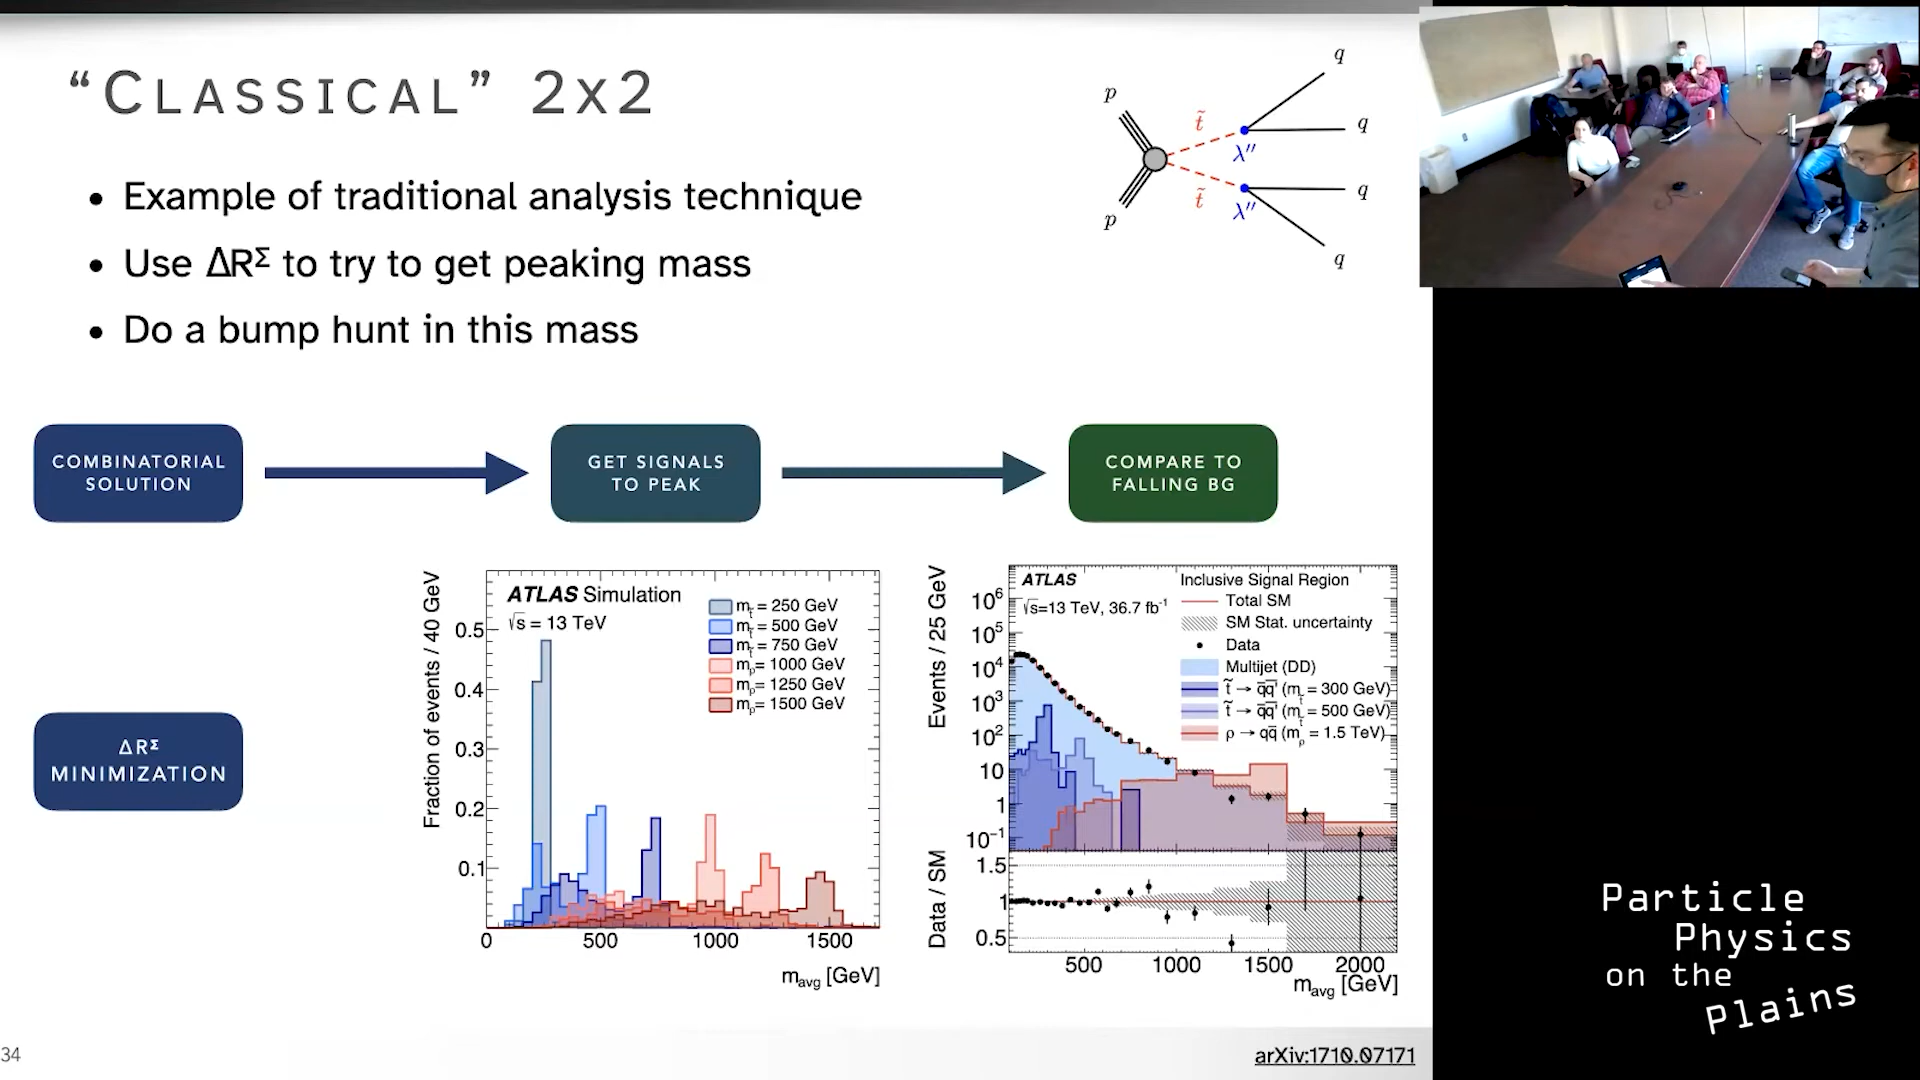 “CLASSICAL” 2X2
• Example of traditional analysis technique
• Use ΔRΣ to try to get peaking mass
• Do a bump hunt in this mass
p
p
t̃
t̃
λ″
λ″
q
q
q
q
COMBINATORIAL
SOLUTION
GET SIGNALS
TO PEAK
COMPARE TO
FALLING BG
ΔRΣ
MINIMIZATION
Fraction of events / 40 GeV
ATLAS Simulation
√s = 13 TeV
m_t̃ = 250 GeV
m_t̃ = 500 GeV
m_t̃ = 750 GeV
m_ρ = 1000 GeV
m_ρ = 1250 GeV
m_ρ = 1500 GeV
0.5
0.4
0.3
0.2
0.1
0 500 1000 1500
m_avg [GeV]
Events / 25 GeV
ATLAS
√s=13 TeV, 36.7 fb⁻¹
Inclusive Signal Region
Total SM
SM Stat. uncertainty
Data
Multijet (DD)
t̃ → q̄q̄' (m_t̃ = 300 GeV)
t̃ → q̄q̄' (m_t̃ = 500 GeV)
ρ → qq̄ (m_ρ = 1.5 TeV)
10⁶
10⁵
10⁴
10³
10²
10
1
10⁻¹
Data / SM
1.5
1
0.5
500 1000 1500 2000
m_avg [GeV]
34
arXiv:1710.07171
Particle
Physics
on the
Plains